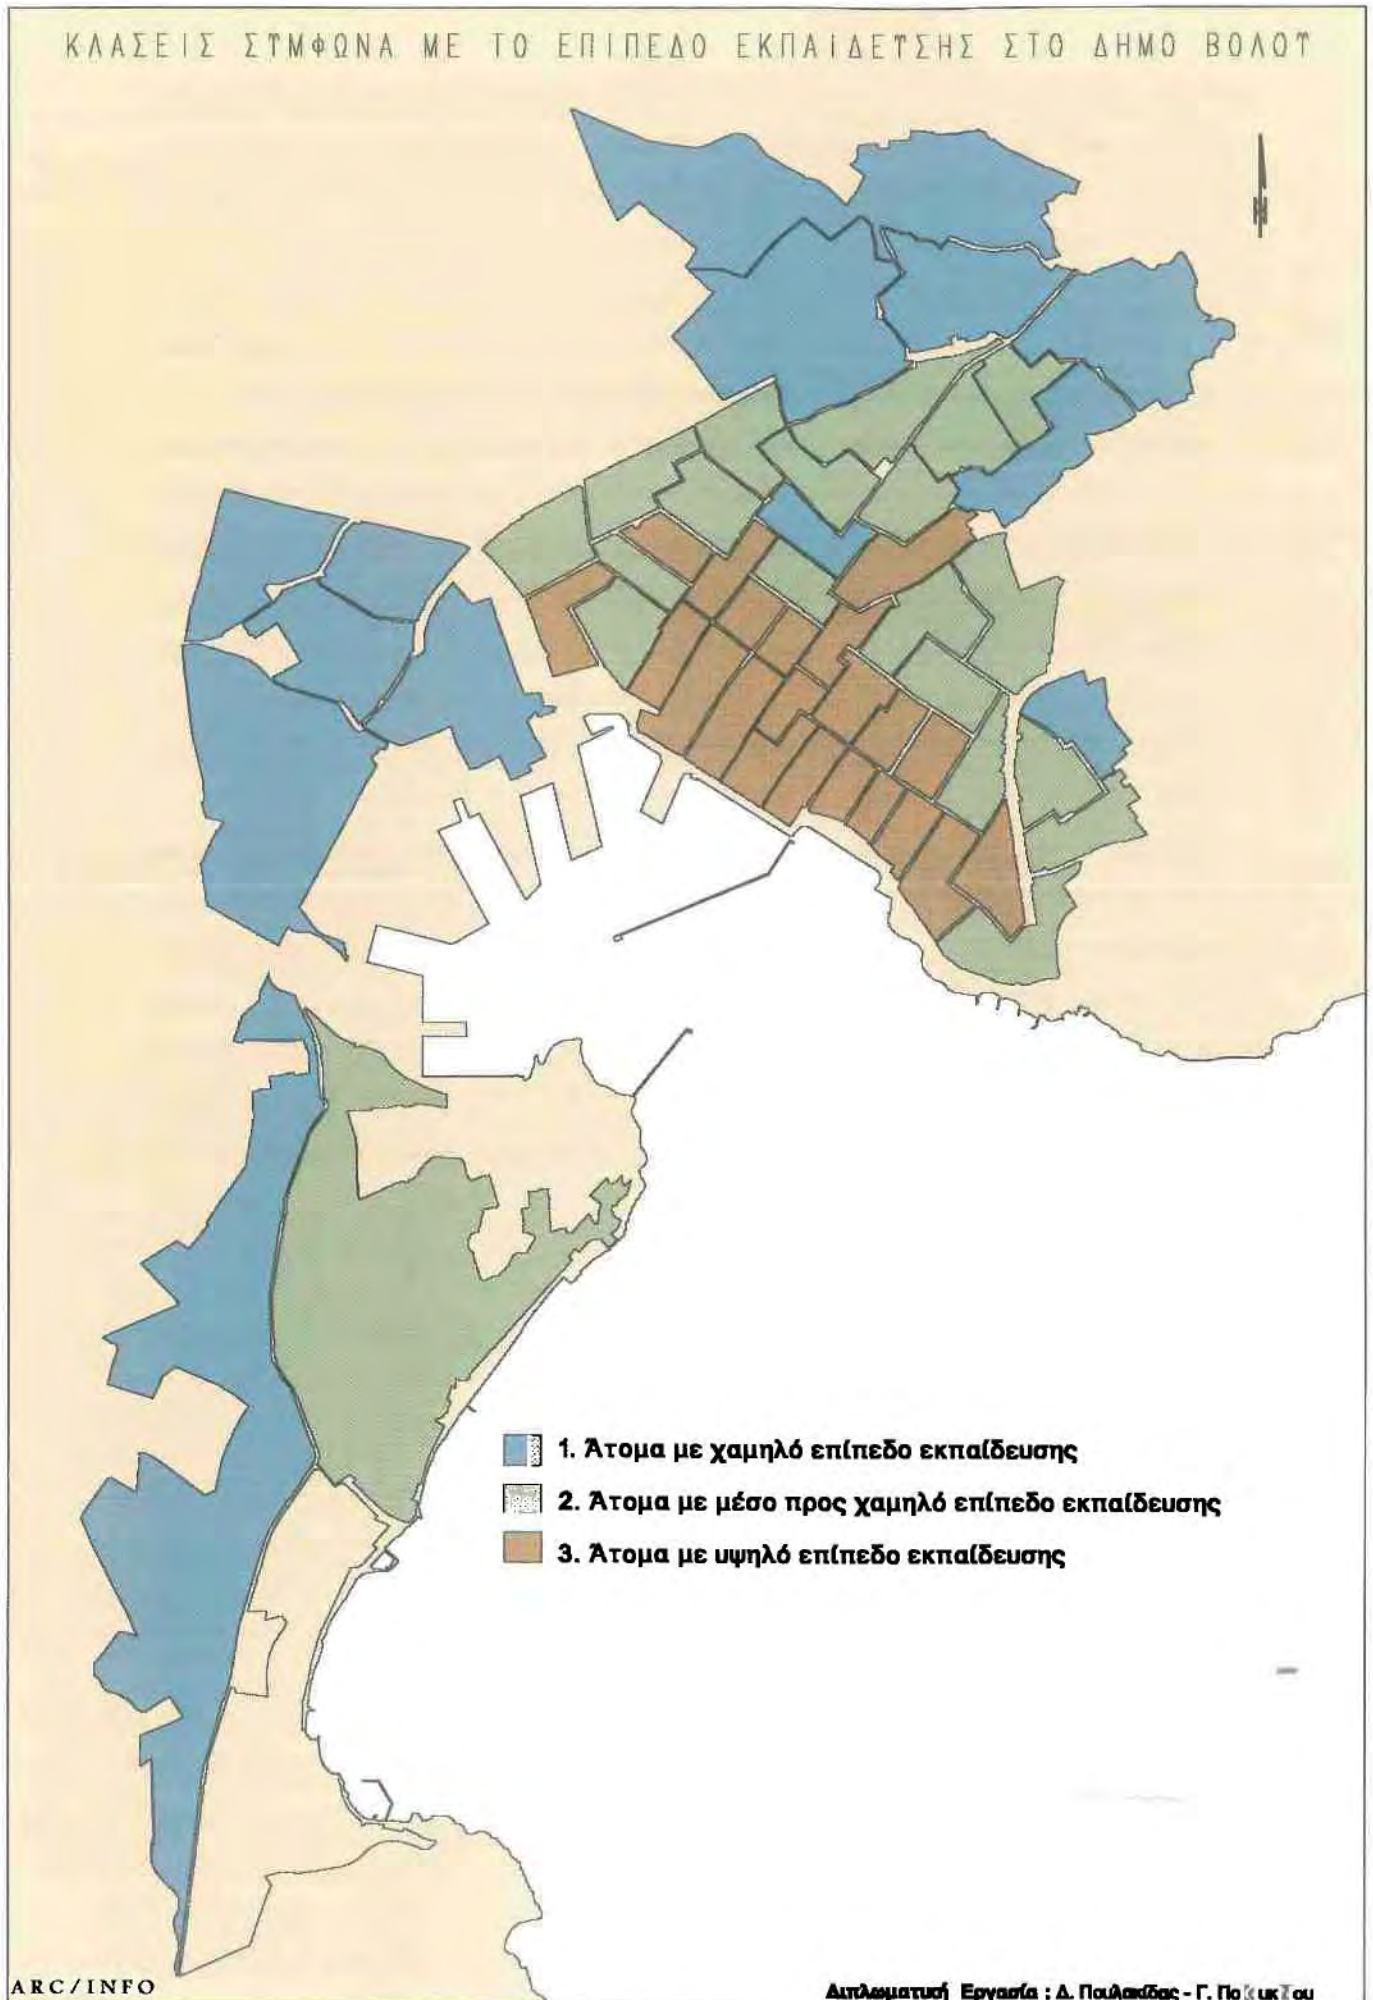 ΚΛΑΣΕΙΣ ΣΥΜΦΩΝΑ ΜΕ ΤΟ ΕΠΙΠΕΔΟ ΕΚΠΑΙΔΕΥΣΗΣ ΣΤΟ ΔΗΜΟ ΒΟΛΟΥ
N
1. Άτομα με χαμηλό επίπεδο εκπαίδευσης
2. Άτομα με μέσο προς χαμηλό επίπεδο εκπαίδευσης
3. Άτομα με υψηλό επίπεδο εκπαίδευσης
ARC/INFO
Διπλωματική Εργασία : Δ. Πουλακίδας - Γ.